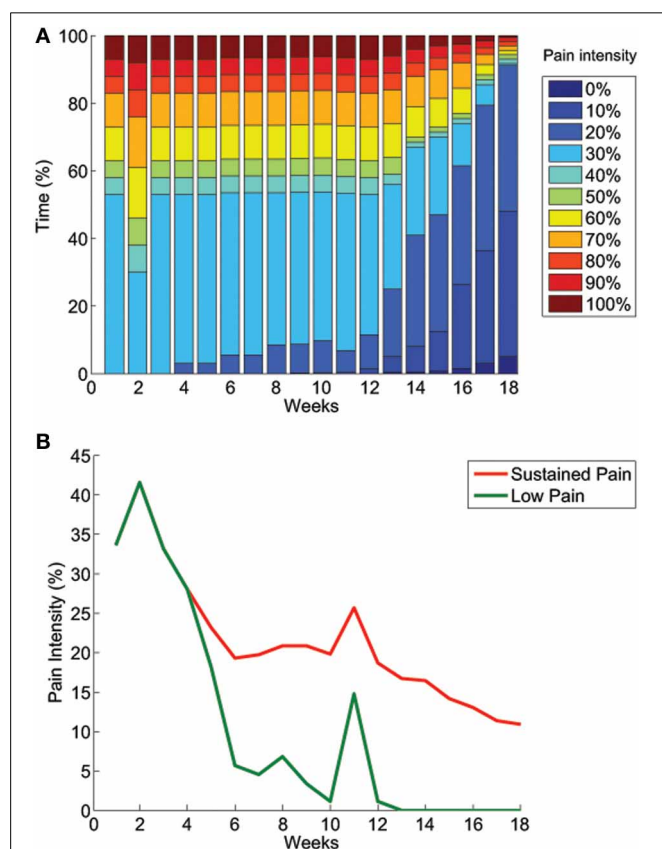 A
Time (%)
100
80
60
40
20
0
0 2 4 6 8 10 12 14 16 18
Weeks
Pain intensity
0%
10%
20%
30%
40%
50%
60%
70%
80%
90%
100%
B
Pain Intensity (%)
45
40
35
30
25
20
15
10
5
0
0 2 4 6 8 10 12 14 16 18
Weeks
Sustained Pain
Low Pain